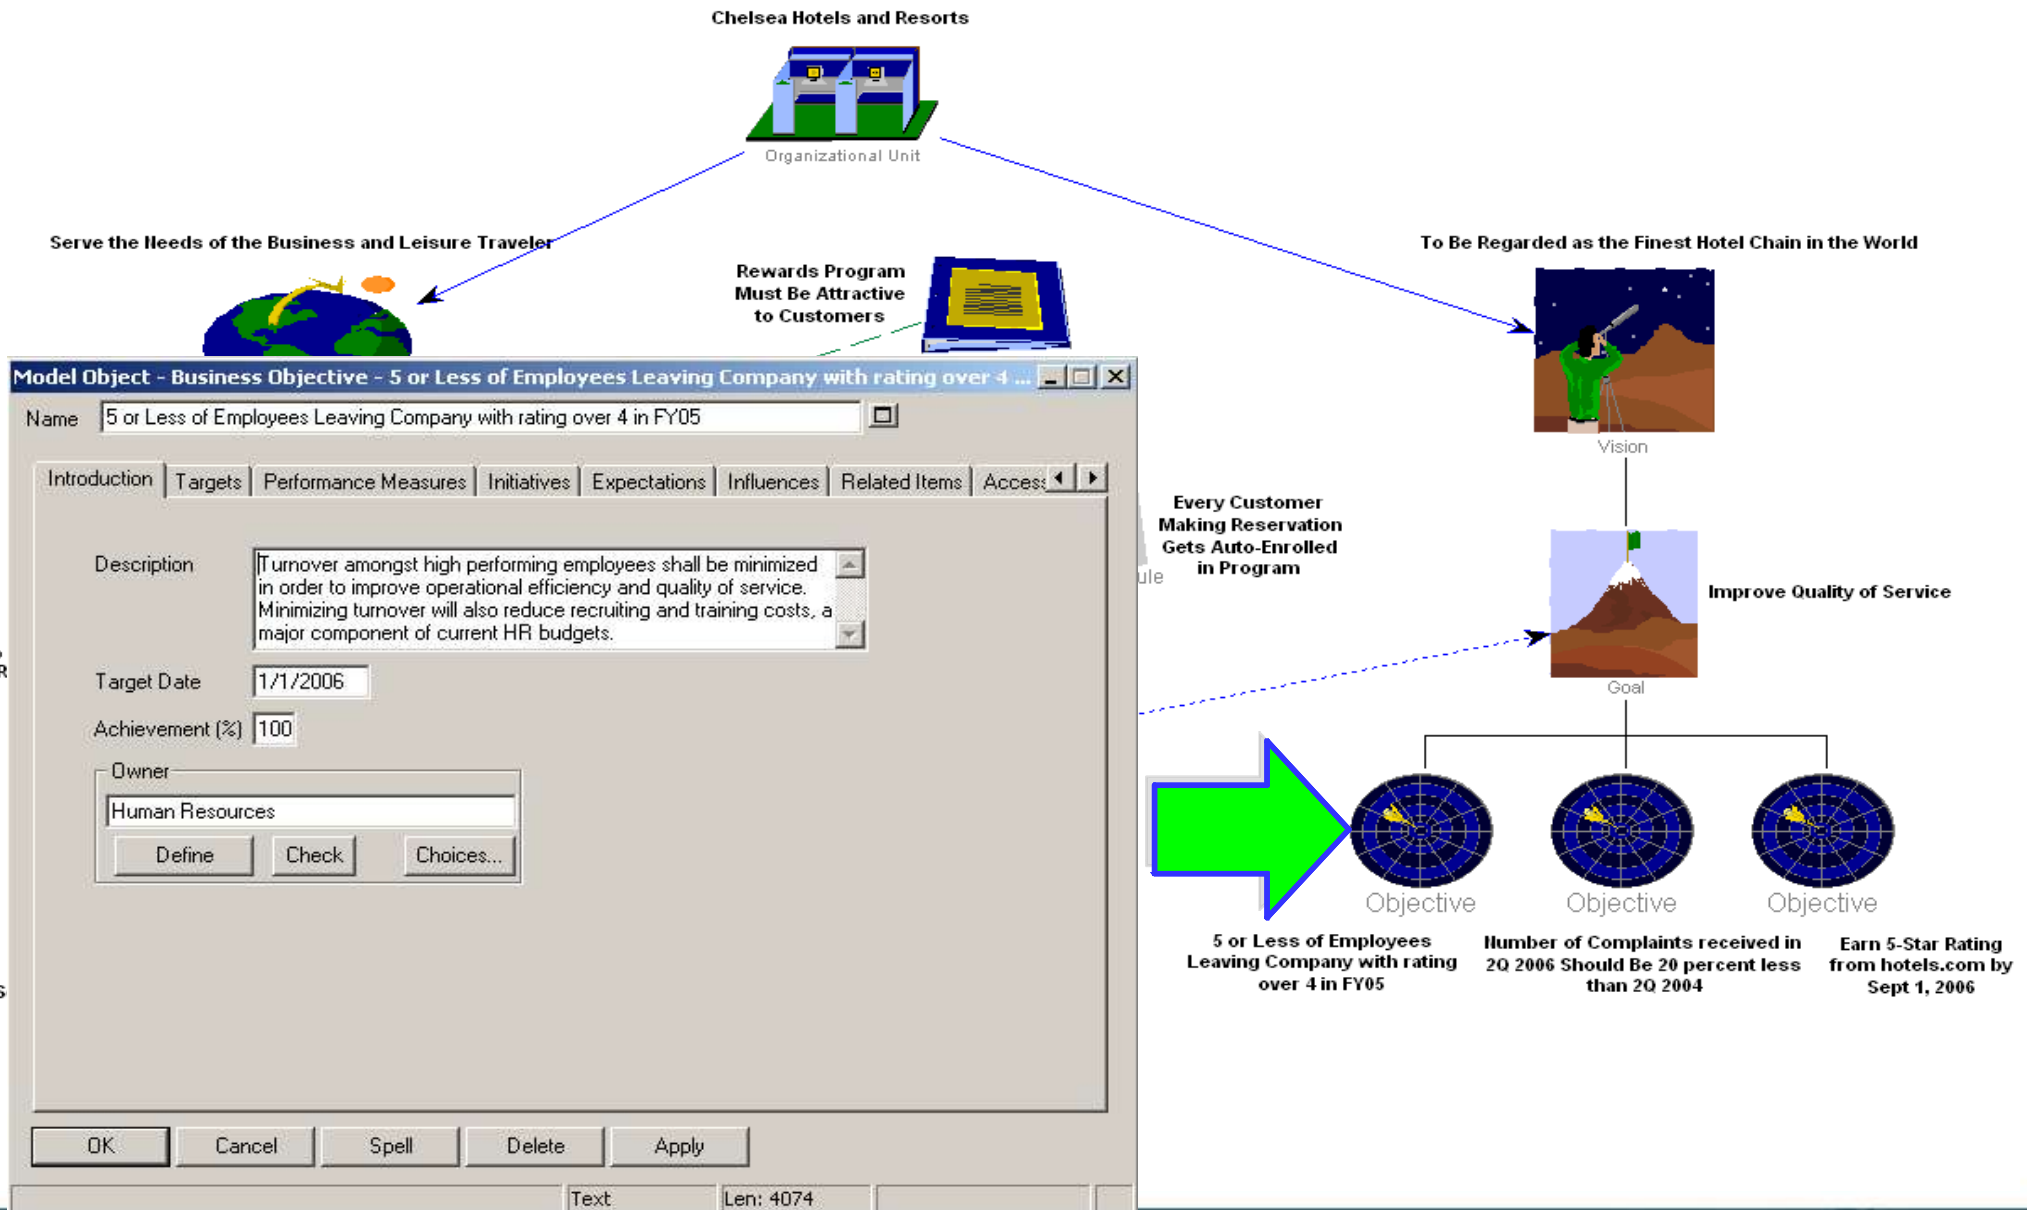 Chelsea Hotels and Resorts
Organizational Unit
Serve the Needs of the Business and Leisure Traveler
Rewards Program
Must Be Attractive
to Customers
To Be Regarded as the Finest Hotel Chain in the World
Vision
Model Object - Business Objective - 5 or Less of Employees Leaving Company with rating over 4 ...
Name 5 or Less of Employees Leaving Company with rating over 4 in FY05
Introduction Targets Performance Measures Initiatives Expectations Influences Related Items Access
Description
Turnover amongst high performing employees shall be minimized
in order to improve operational efficiency and quality of service.
Minimizing turnover will also reduce recruiting and training costs, a
major component of current HR budgets.
Target Date 1/1/2006
Achievement (%) 100
Owner
Human Resources
Define Check Choices...
OK Cancel Spell Delete Apply
Text Len: 4074
Every Customer
Making Reservation
Gets Auto-Enrolled
in Program
ule
Improve Quality of Service
Goal
Objective
5 or Less of Employees
Leaving Company with rating
over 4 in FY05
Objective
Number of Complaints received in
2Q 2006 Should Be 20 percent less
than 2Q 2004
Objective
Earn 5-Star Rating
from hotels.com by
Sept 1, 2006